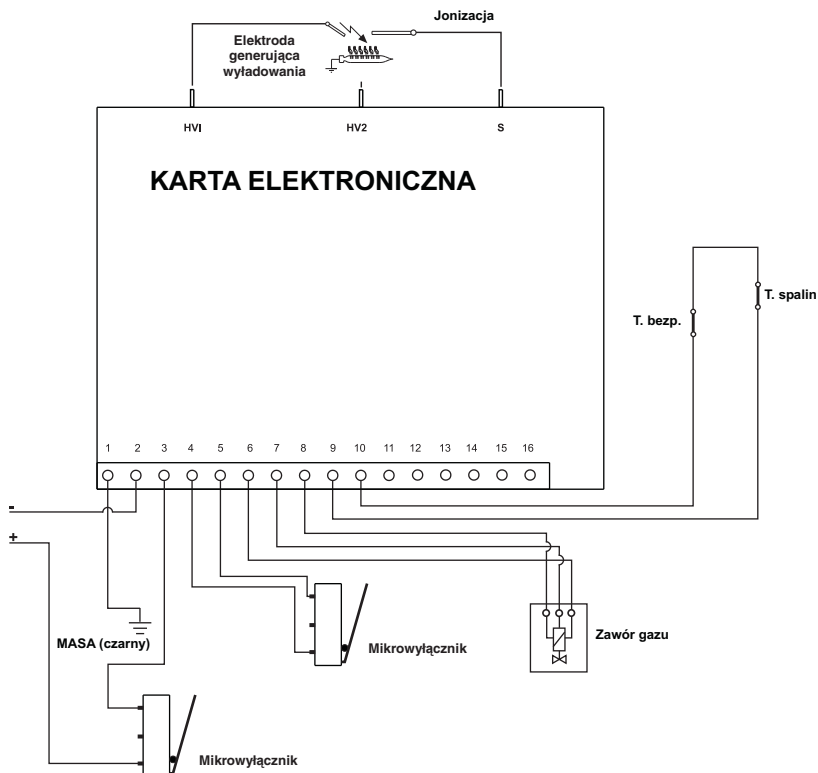 Jonizacja
Elektroda
generująca
wyładowania
HV1
HV2
S
KARTA ELEKTRONICZNA
T. spalin
T. bezp.
1 2 3 4 5 6 7 8 9 10 11 12 13 14 15 16
-
+
MASA (czarny)
Mikrowyłącznik
Zawór gazu
Mikrowyłącznik